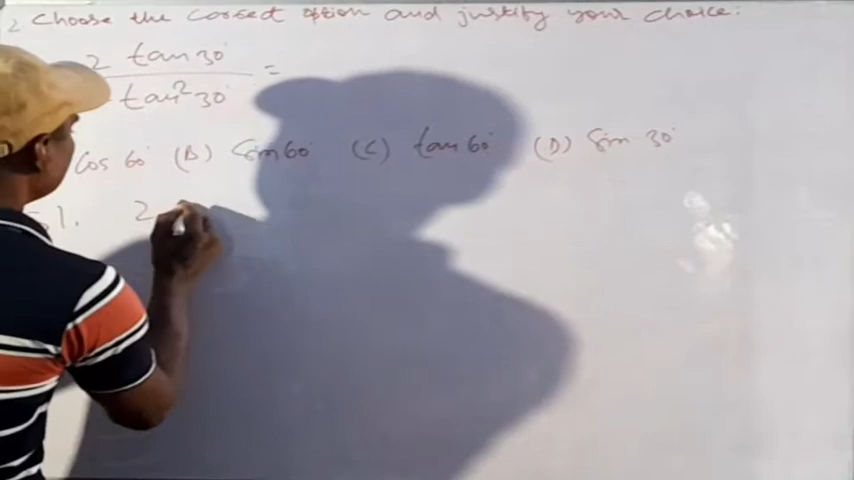 2 Choose the correct option and justify your choice:
2 tan 30° =
tan² 30°
Cos 60° (B) Sin 60° (C) tan 60° (D) Sin 30°
1. 2